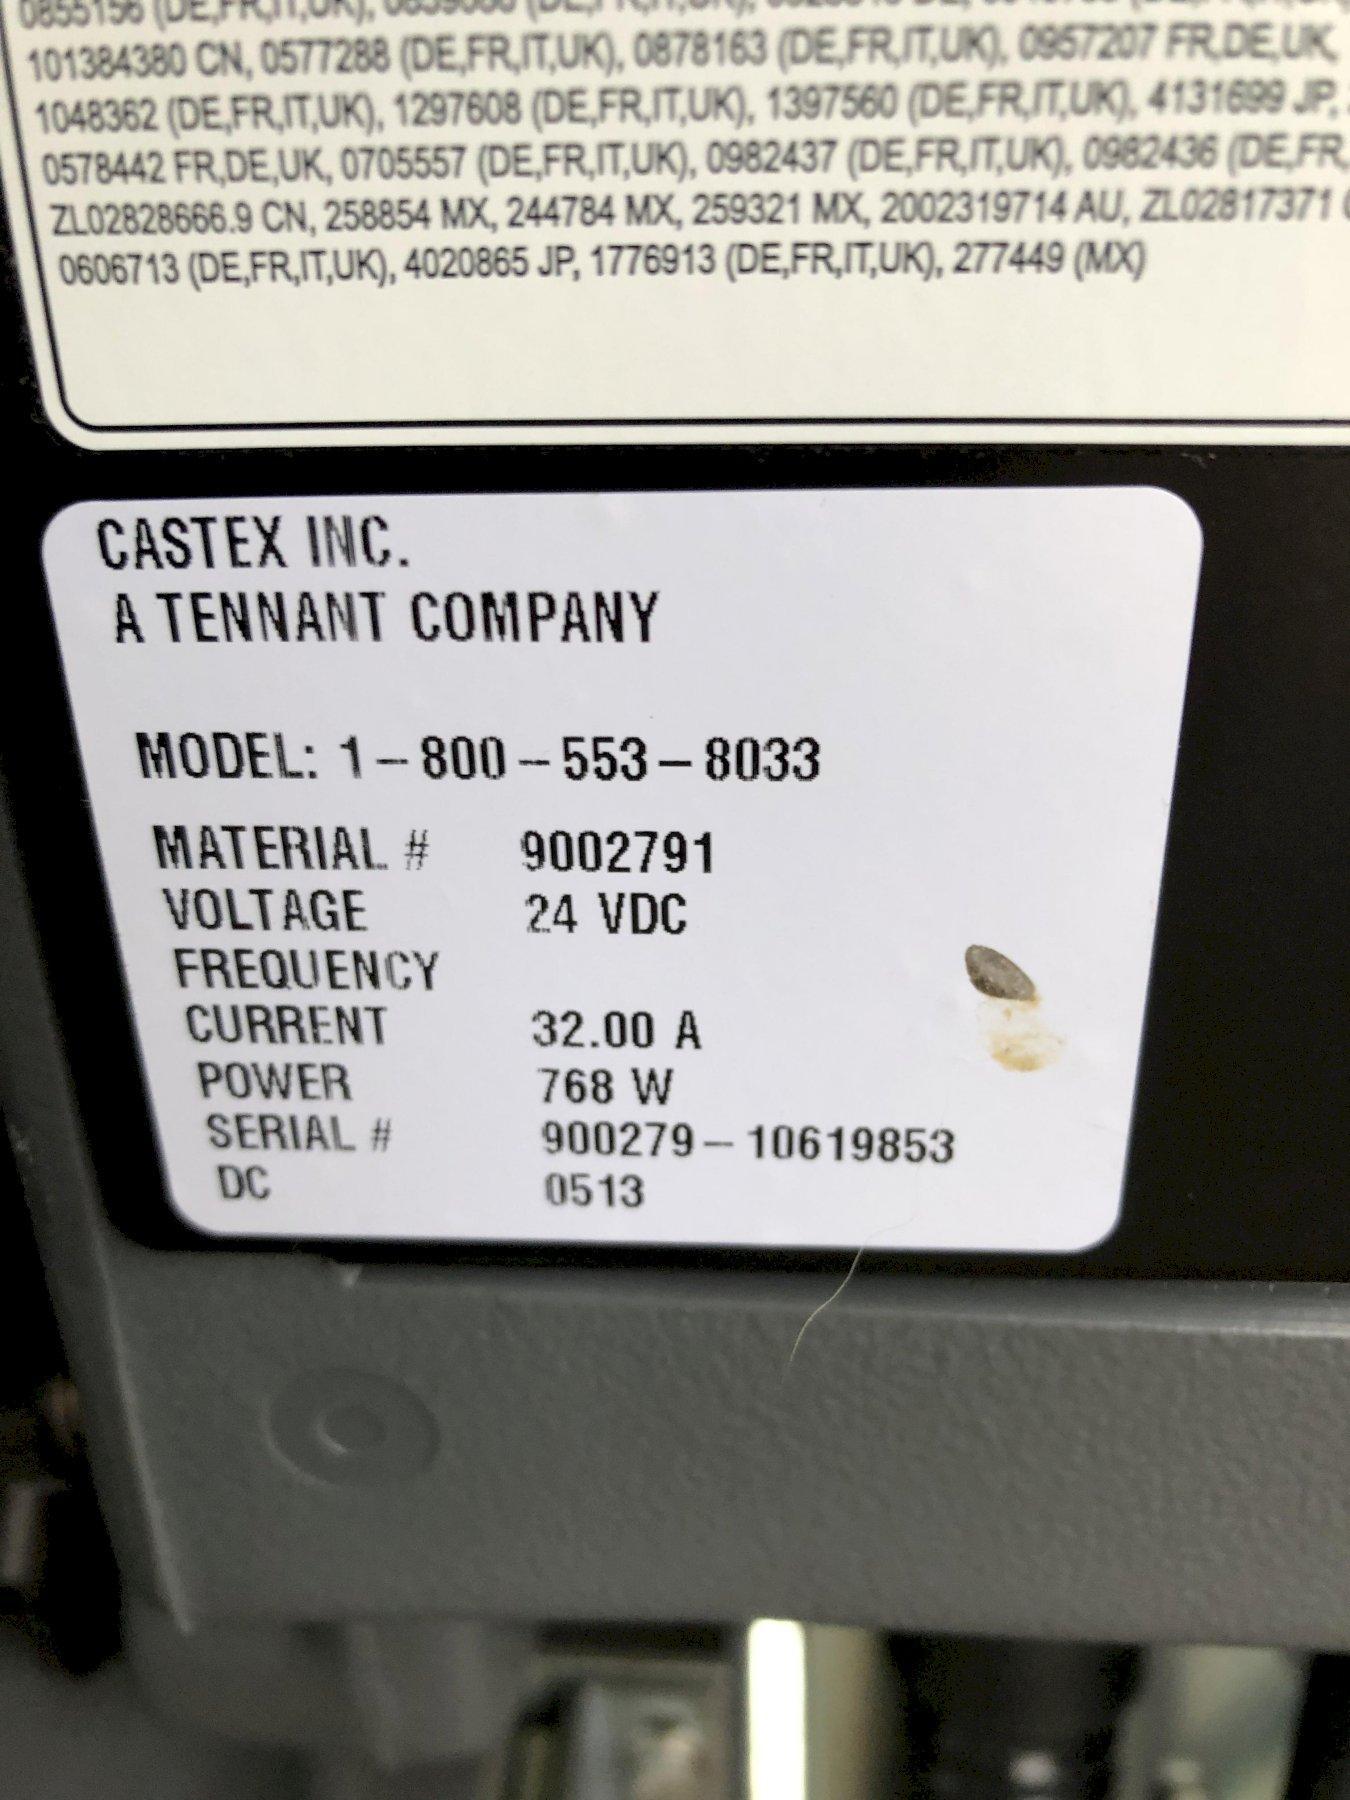 101384380 CN, 0577288 (DE,FR,IT,UK), 0878163 (DE,FR,IT,UK), 0957207 FR,DE,UK,
1048362 (DE,FR,IT,UK), 1297608 (DE,FR,IT,UK), 1397560 (DE,FR,IT,UK), 4131699 JP,
0578442 FR,DE,UK, 0705557 (DE,FR,IT,UK), 0982437 (DE,FR,IT,UK), 0982436 (DE,FR,
ZL02828666.9 CN, 258854 MX, 244784 MX, 259321 MX, 2002319714 AU, ZL02817371
0606713 (DE,FR,IT,UK), 4020865 JP, 1776913 (DE,FR,IT,UK), 277449 (MX)
CASTEX INC.
A TENNANT COMPANY
MODEL: 1-800-553-8033
MATERIAL # 9002791
VOLTAGE 24 VDC
FREQUENCY
CURRENT 32.00 A
POWER 768 W
SERIAL # 900279-10619853
DC 0513